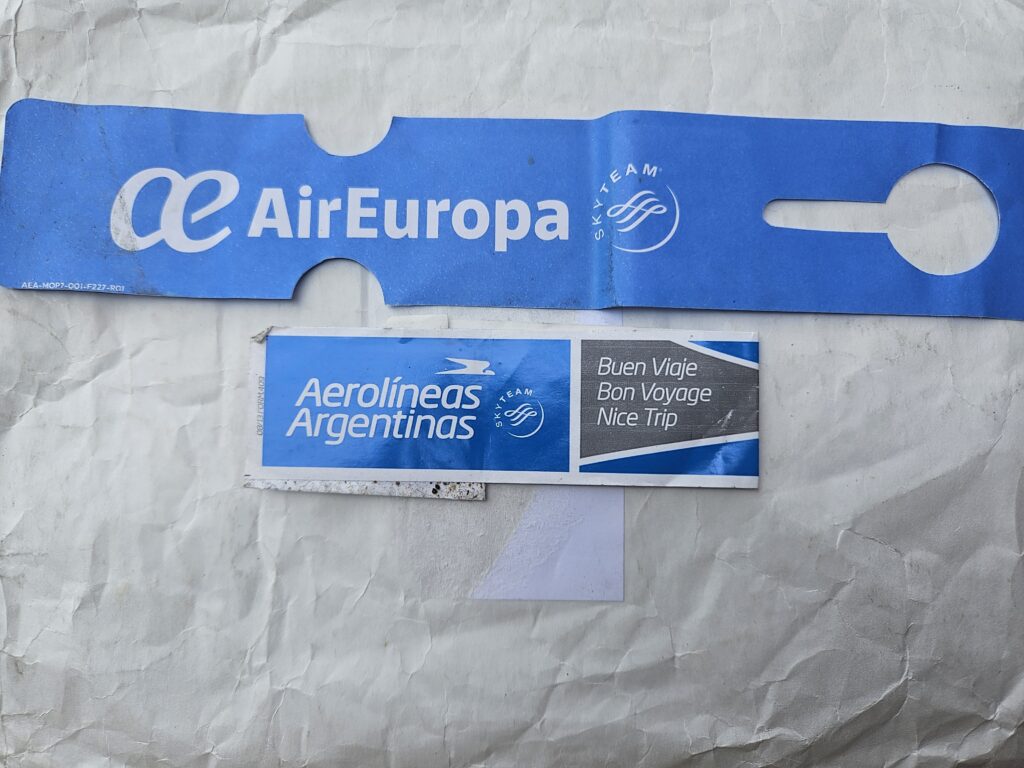 æ AirEuropa
SKYTEAM
AEA-MOP7-001-F227-R01
Aerolíneas
Argentinas
SKYTEAM
Buen Viaje
Bon Voyage
Nice Trip